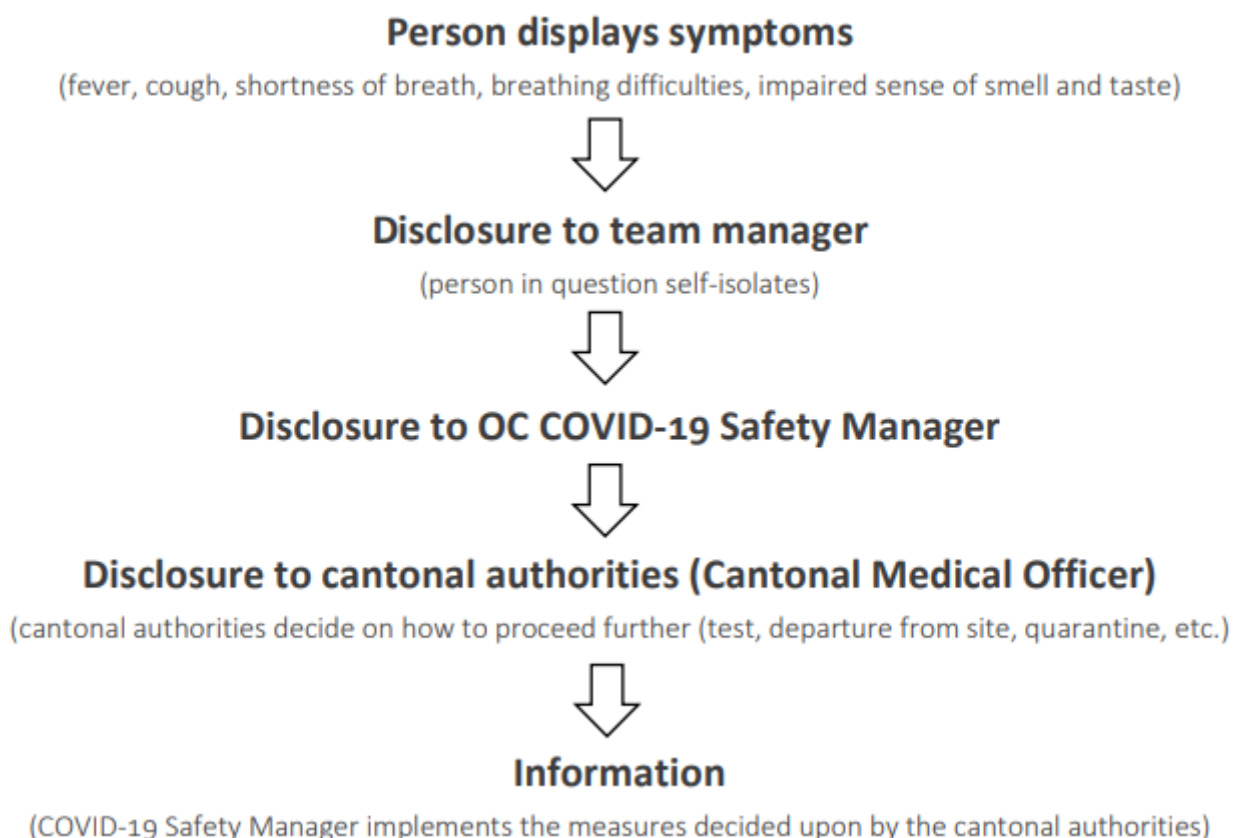 Person displays symptoms
(fever, cough, shortness of breath, breathing difficulties, impaired sense of smell and taste)
Disclosure to team manager
(person in question self-isolates)
Disclosure to OC COVID-19 Safety Manager
Disclosure to cantonal authorities (Cantonal Medical Officer)
(cantonal authorities decide on how to proceed further (test, departure from site, quarantine, etc.)
Information
(COVID-19 Safety Manager implements the measures decided upon by the cantonal authorities)